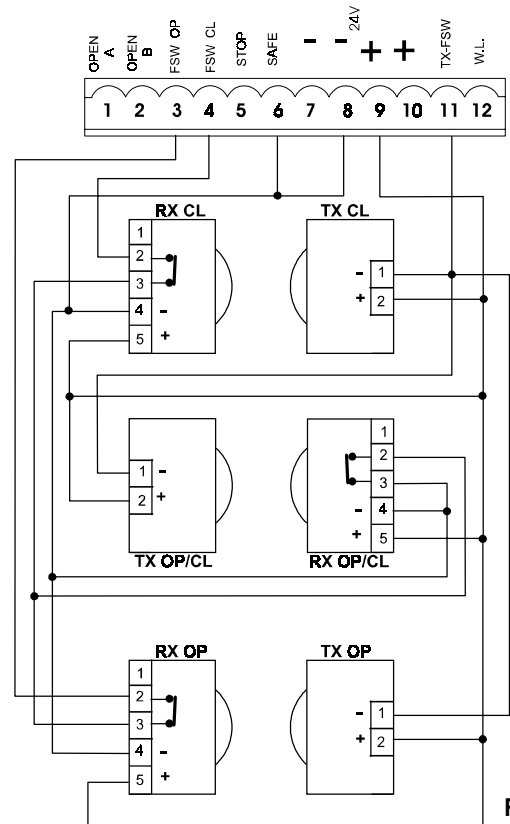 OPEN A
OPEN B
FSW OP
FSW CL
STOP
SAFE
-
-
24V
+
+
TX-FSW
W.L.
1 2 3 4 5 6 7 8 9 10 11 12
RX CL
1
2
3
4 -
5 +
TX CL
- 1
+ 2
1 -
2 +
TX OP/CL
1
2
3
- 4
+ 5
RX OP/CL
RX OP
1
2
3
4 -
5 +
TX OP
- 1
+ 2
F